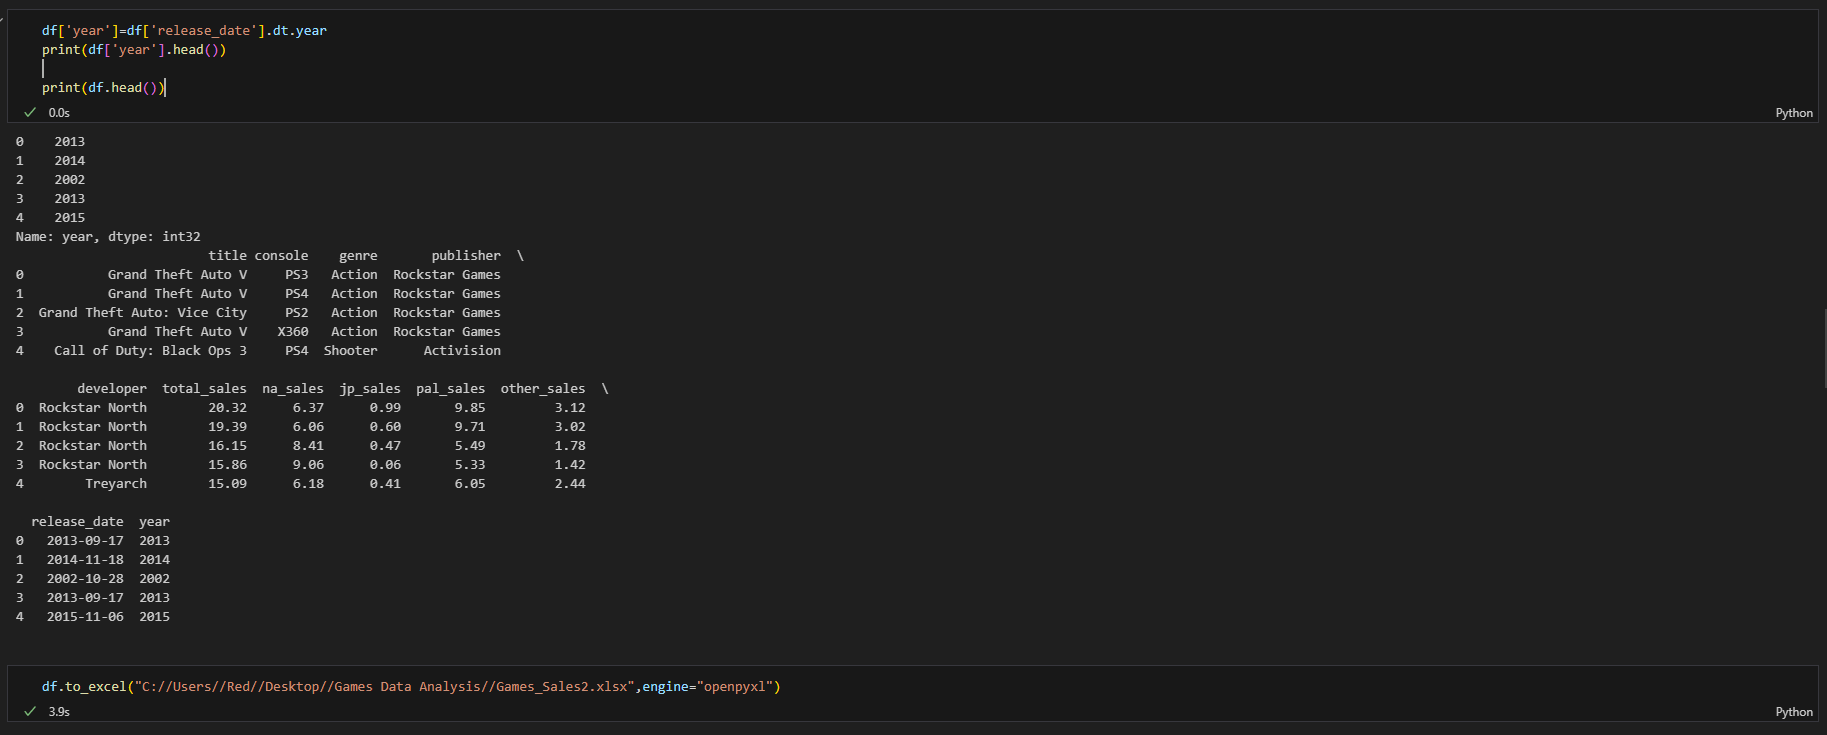 df['year']=df['release_date'].dt.year
print(df['year'].head())
print(df.head())
0.0s
Python
0    2013
1    2014
2    2002
3    2013
4    2015
Name: year, dtype: int32
                         title console    genre       publisher  \
0           Grand Theft Auto V     PS3   Action  Rockstar Games
1           Grand Theft Auto V     PS4   Action  Rockstar Games
2  Grand Theft Auto: Vice City     PS2   Action  Rockstar Games
3           Grand Theft Auto V    X360   Action  Rockstar Games
4    Call of Duty: Black Ops 3     PS4  Shooter      Activision
        developer  total_sales  na_sales  jp_sales  pal_sales  other_sales  \
0  Rockstar North        20.32      6.37      0.99       9.85         3.12
1  Rockstar North        19.39      6.06      0.60       9.71         3.02
2  Rockstar North        16.15      8.41      0.47       5.49         1.78
3  Rockstar North        15.86      9.06      0.06       5.33         1.42
4        Treyarch        15.09      6.18      0.41       6.05         2.44
  release_date  year
0   2013-09-17  2013
1   2014-11-18  2014
2   2002-10-28  2002
3   2013-09-17  2013
4   2015-11-06  2015
df.to_excel("C://Users//Red//Desktop//Games Data Analysis//Games_Sales2.xlsx",engine="openpyxl")
3.9s
Python